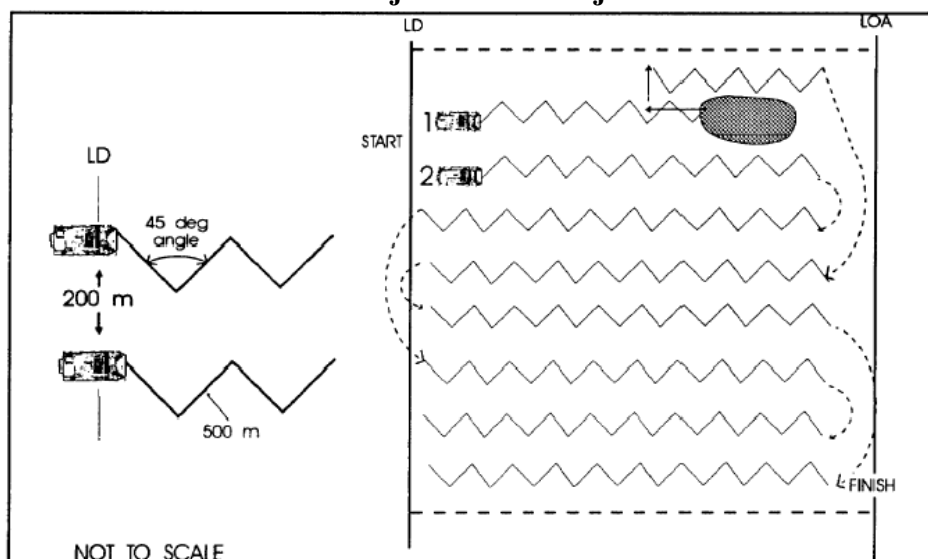 LD
LOA
1
START
2
LD
45 deg
angle
200 m
500 m
FINISH
NOT TO SCALE